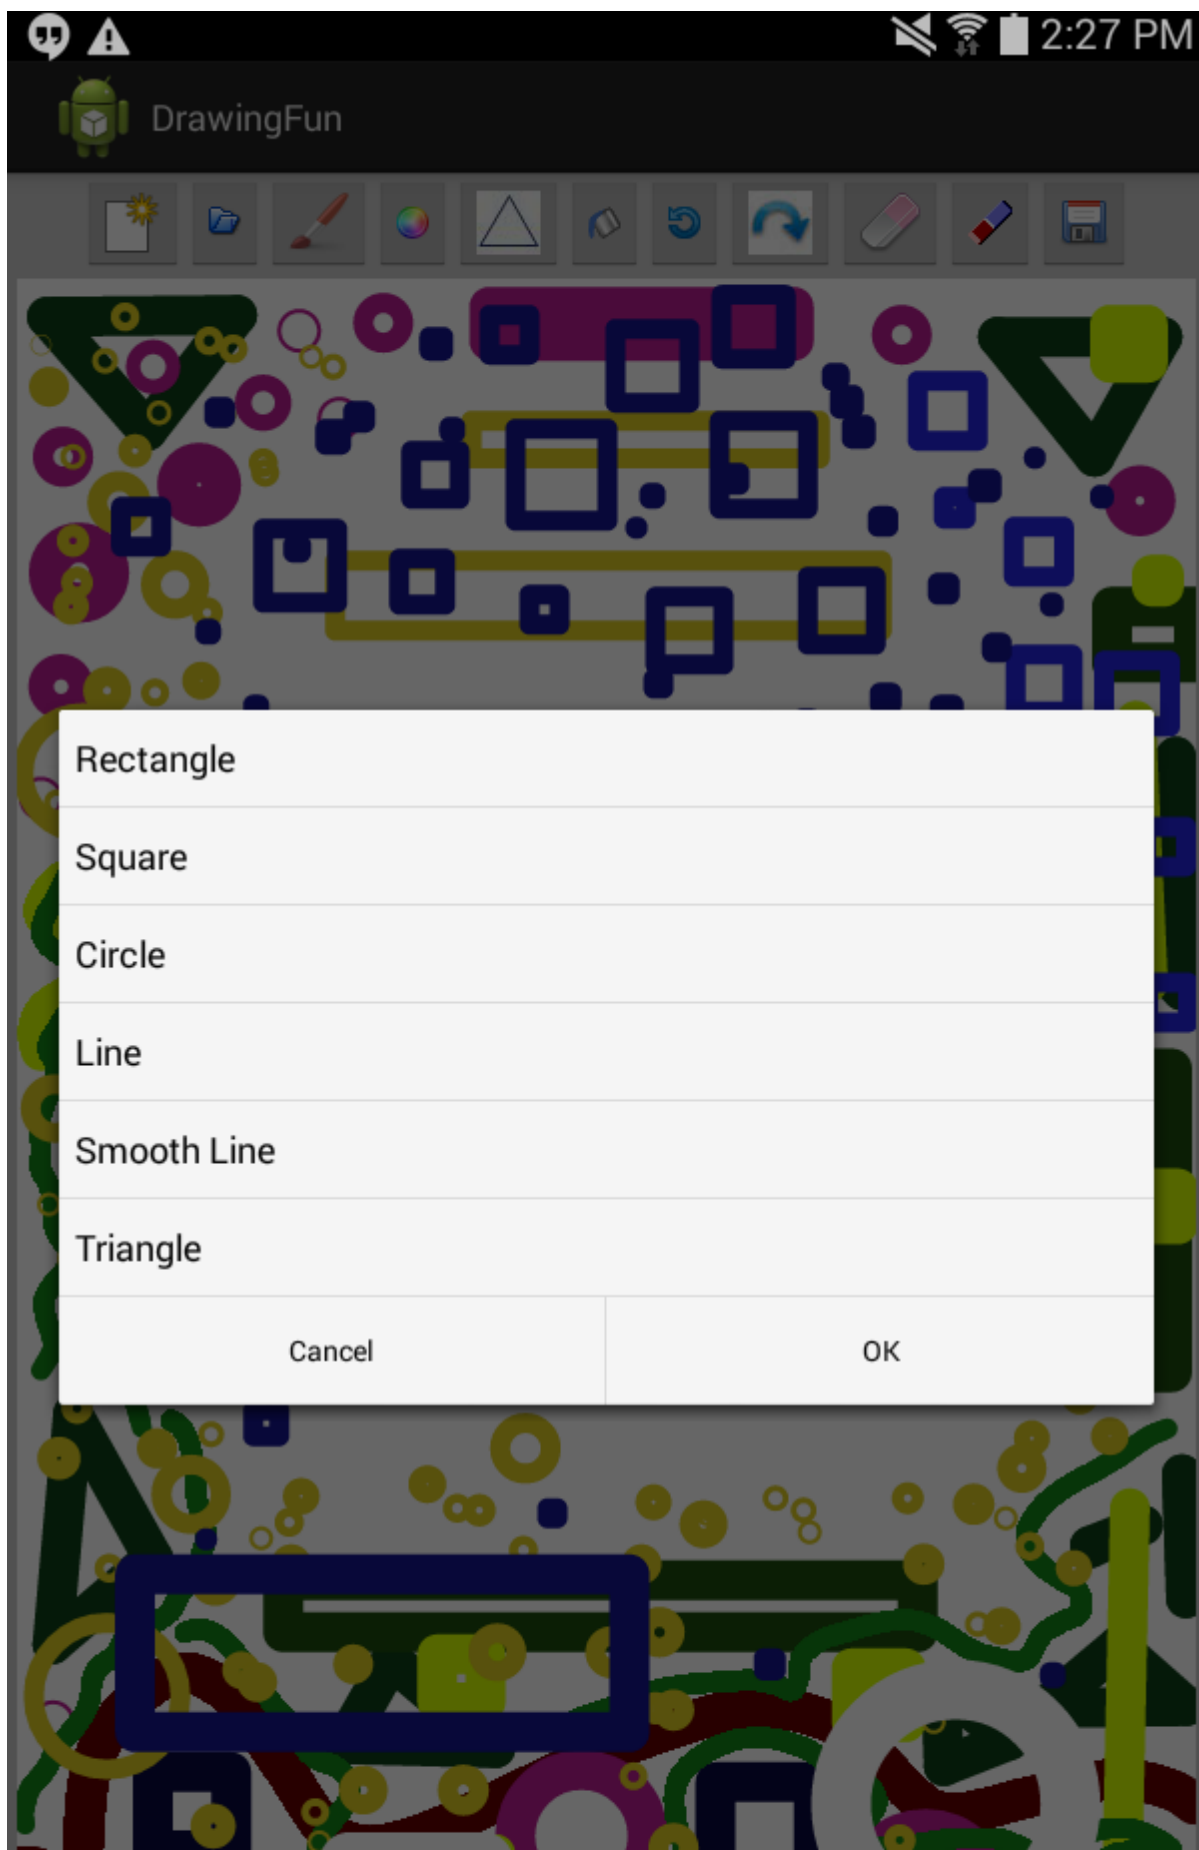 2:27 PM
DrawingFun
Rectangle
Square
Circle
Line
Smooth Line
Triangle
Cancel
OK